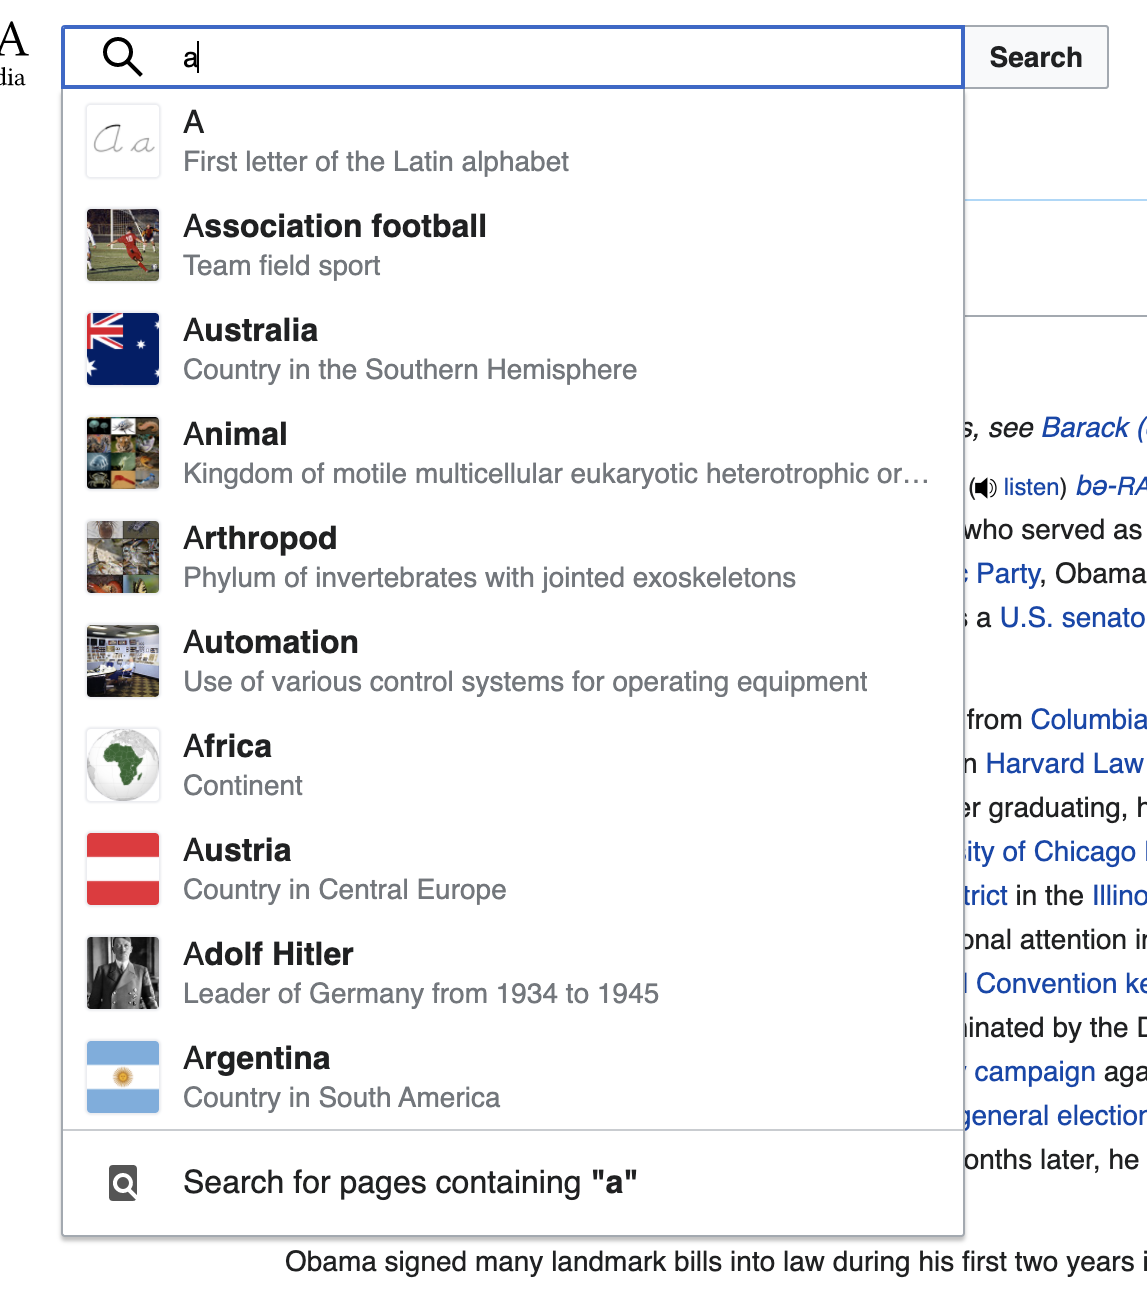 A
dia
a
Search
A
First letter of the Latin alphabet
Association football
Team field sport
Australia
Country in the Southern Hemisphere
Animal
Kingdom of motile multicellular eukaryotic heterotrophic or…
Arthropod
Phylum of invertebrates with jointed exoskeletons
Automation
Use of various control systems for operating equipment
Africa
Continent
Austria
Country in Central Europe
Adolf Hitler
Leader of Germany from 1934 to 1945
Argentina
Country in South America
Search for pages containing "a"
s, see Barack (
(listen) bə-RA
who served as
Party, Obama
s a U.S. senato
from Columbia
n Harvard Law
er graduating, h
sity of Chicago
trict in the Illino
onal attention i
Convention ke
inated by the D
campaign aga
general election
onths later, he
Obama signed many landmark bills into law during his first two years i